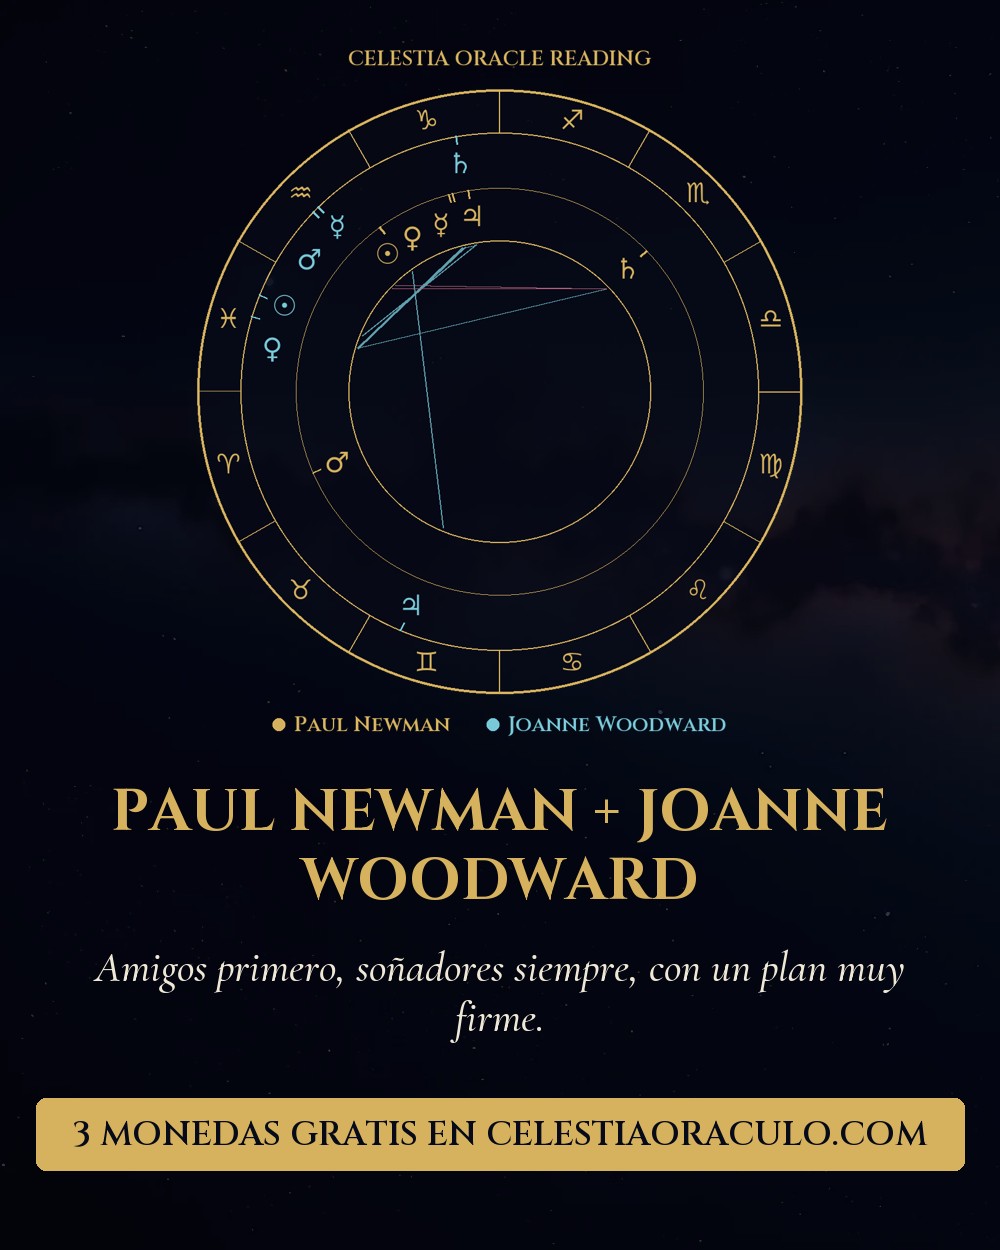 CELESTIA ORACLE READING
PAUL NEWMAN
JOANNE WOODWARD
PAUL NEWMAN + JOANNE
WOODWARD
Amigos primero, soñadores siempre, con un plan muy
firme.
3 MONEDAS GRATIS EN CELESTIAORACULO.COM